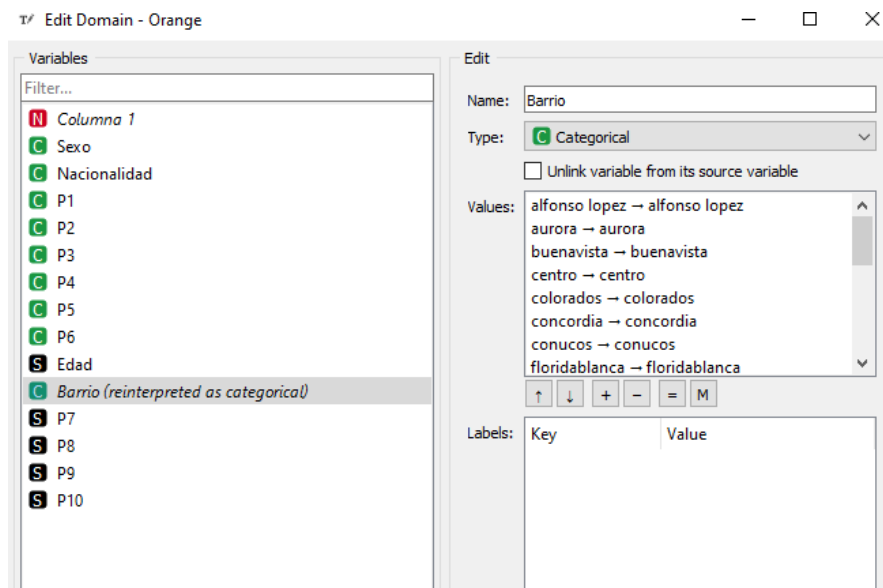 Edit Domain - Orange
Variables
Filter...
N Columna 1
C Sexo
C Nacionalidad
C P1
C P2
C P3
C P4
C P5
C P6
S Edad
C Barrio (reinterpreted as categorical)
S P7
S P8
S P9
S P10
Edit
Name: Barrio
Type: C Categorical
Unlink variable from its source variable
Values: alfonso lopez → alfonso lopez
aurora → aurora
buenavista → buenavista
centro → centro
colorados → colorados
concordia → concordia
conucos → conucos
floridablanca → floridablanca
↑ ↓ + − = M
Labels: Key Value